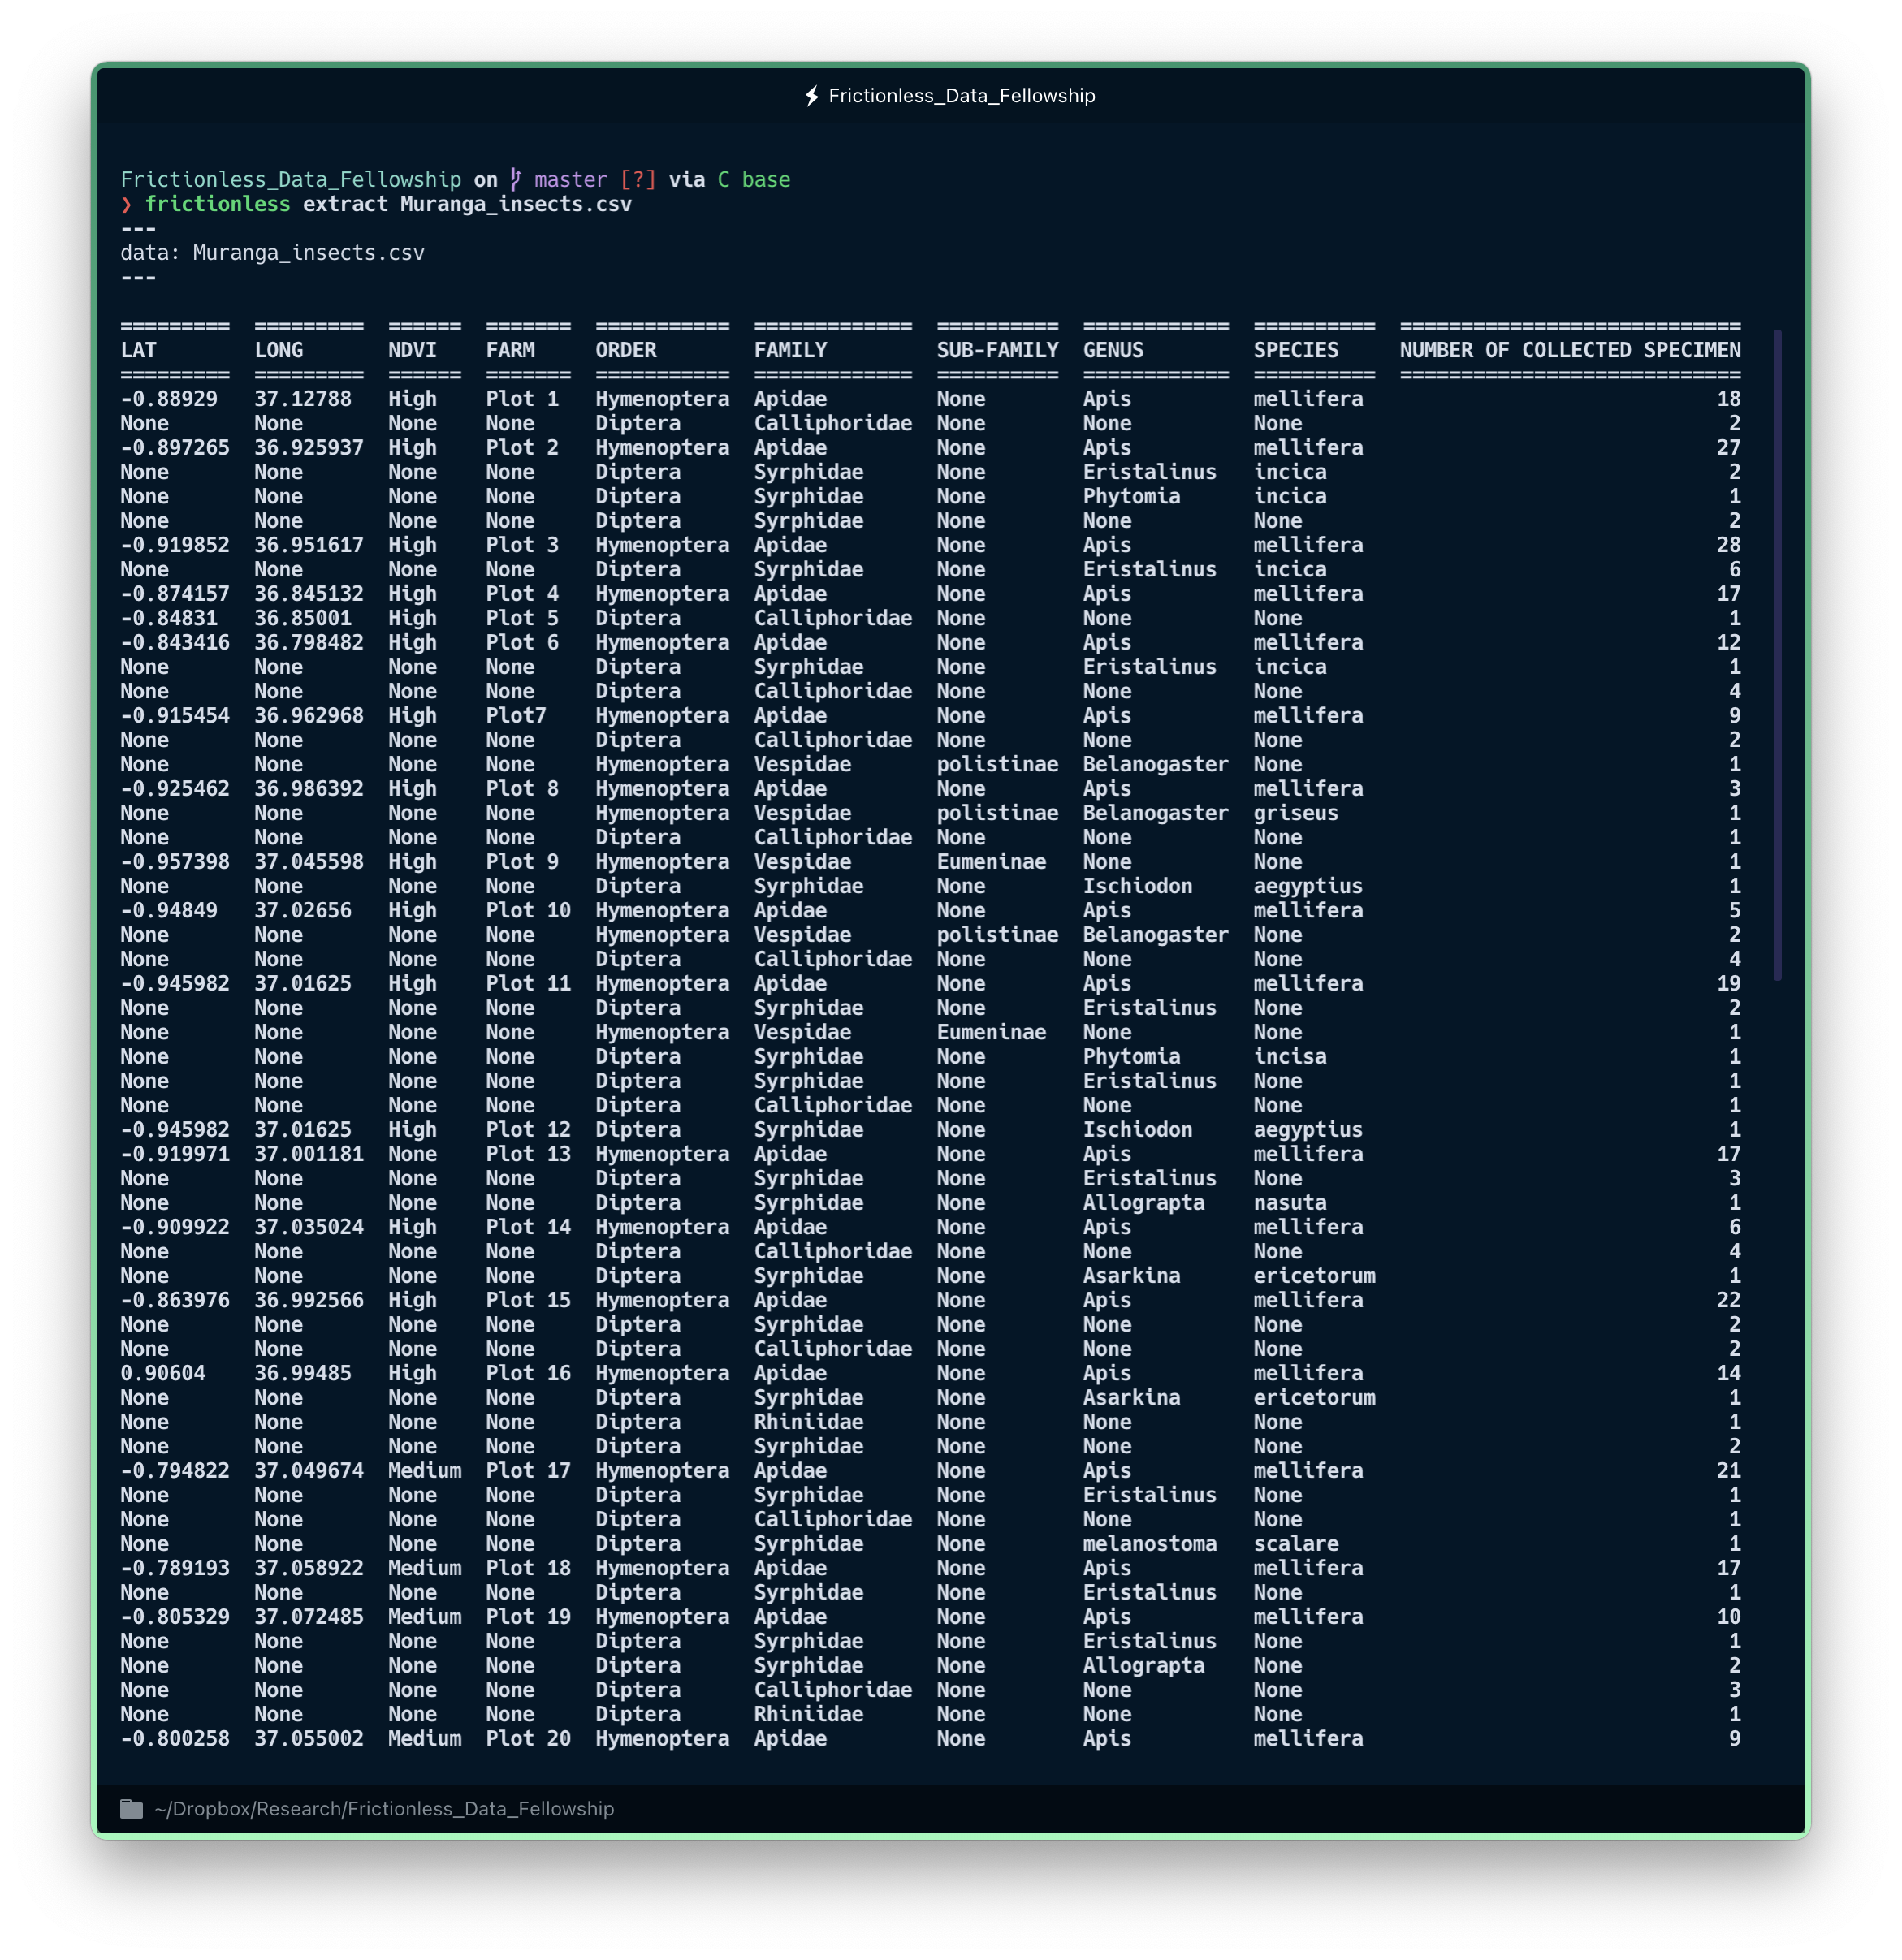 Frictionless_Data_Fellowship
Frictionless_Data_Fellowship on master [?] via C base
❯ frictionless extract Muranga_insects.csv
---
data: Muranga_insects.csv
---
=========  =========  ======  =======  ===========  =============  ==========  ============  ==========  ============================
LAT        LONG       NDVI    FARM     ORDER        FAMILY         SUB-FAMILY  GENUS         SPECIES     NUMBER OF COLLECTED SPECIMEN
=========  =========  ======  =======  ===========  =============  ==========  ============  ==========  ============================
-0.88929   37.12788   High    Plot 1   Hymenoptera  Apidae         None        Apis          mellifera   18
None       None       None    None     Diptera      Calliphoridae  None        None          None        2
-0.897265  36.925937  High    Plot 2   Hymenoptera  Apidae         None        Apis          mellifera   27
None       None       None    None     Diptera      Syrphidae      None        Eristalinus   incica      2
None       None       None    None     Diptera      Syrphidae      None        Phytomia      incica      1
None       None       None    None     Diptera      Syrphidae      None        None          None        2
-0.919852  36.951617  High    Plot 3   Hymenoptera  Apidae         None        Apis          mellifera   28
None       None       None    None     Diptera      Syrphidae      None        Eristalinus   incica      6
-0.874157  36.845132  High    Plot 4   Hymenoptera  Apidae         None        Apis          mellifera   17
-0.84831   36.85001   High    Plot 5   Diptera      Calliphoridae  None        None          None        1
-0.843416  36.798482  High    Plot 6   Hymenoptera  Apidae         None        Apis          mellifera   12
None       None       None    None     Diptera      Syrphidae      None        Eristalinus   incica      1
None       None       None    None     Diptera      Calliphoridae  None        None          None        4
-0.915454  36.962968  High    Plot7    Hymenoptera  Apidae         None        Apis          mellifera   9
None       None       None    None     Diptera      Calliphoridae  None        None          None        2
None       None       None    None     Hymenoptera  Vespidae       polistinae  Belanogaster  None        1
-0.925462  36.986392  High    Plot 8   Hymenoptera  Apidae         None        Apis          mellifera   3
None       None       None    None     Hymenoptera  Vespidae       polistinae  Belanogaster  griseus     1
None       None       None    None     Diptera      Calliphoridae  None        None          None        1
-0.957398  37.045598  High    Plot 9   Hymenoptera  Vespidae       Eumeninae   None          None        1
None       None       None    None     Diptera      Syrphidae      None        Ischiodon     aegyptius   1
-0.94849   37.02656   High    Plot 10  Hymenoptera  Apidae         None        Apis          mellifera   5
None       None       None    None     Hymenoptera  Vespidae       polistinae  Belanogaster  None        2
None       None       None    None     Diptera      Calliphoridae  None        None          None        4
-0.945982  37.01625   High    Plot 11  Hymenoptera  Apidae         None        Apis          mellifera   19
None       None       None    None     Diptera      Syrphidae      None        Eristalinus   None        2
None       None       None    None     Hymenoptera  Vespidae       Eumeninae   None          None        1
None       None       None    None     Diptera      Syrphidae      None        Phytomia      incisa      1
None       None       None    None     Diptera      Syrphidae      None        Eristalinus   None        1
None       None       None    None     Diptera      Calliphoridae  None        None          None        1
-0.945982  37.01625   High    Plot 12  Diptera      Syrphidae      None        Ischiodon     aegyptius   1
-0.919971  37.001181  None    Plot 13  Hymenoptera  Apidae         None        Apis          mellifera   17
None       None       None    None     Diptera      Syrphidae      None        Eristalinus   None        3
None       None       None    None     Diptera      Syrphidae      None        Allograpta    nasuta      1
-0.909922  37.035024  High    Plot 14  Hymenoptera  Apidae         None        Apis          mellifera   6
None       None       None    None     Diptera      Calliphoridae  None        None          None        4
None       None       None    None     Diptera      Syrphidae      None        Asarkina      ericetorum  1
-0.863976  36.992566  High    Plot 15  Hymenoptera  Apidae         None        Apis          mellifera   22
None       None       None    None     Diptera      Syrphidae      None        None          None        2
None       None       None    None     Diptera      Calliphoridae  None        None          None        2
0.90604    36.99485   High    Plot 16  Hymenoptera  Apidae         None        Apis          mellifera   14
None       None       None    None     Diptera      Syrphidae      None        Asarkina      ericetorum  1
None       None       None    None     Diptera      Rhiniidae      None        None          None        1
None       None       None    None     Diptera      Syrphidae      None        None          None        2
-0.794822  37.049674  Medium  Plot 17  Hymenoptera  Apidae         None        Apis          mellifera   21
None       None       None    None     Diptera      Syrphidae      None        Eristalinus   None        1
None       None       None    None     Diptera      Calliphoridae  None        None          None        1
None       None       None    None     Diptera      Syrphidae      None        melanostoma   scalare     1
-0.789193  37.058922  Medium  Plot 18  Hymenoptera  Apidae         None        Apis          mellifera   17
None       None       None    None     Diptera      Syrphidae      None        Eristalinus   None        1
-0.805329  37.072485  Medium  Plot 19  Hymenoptera  Apidae         None        Apis          mellifera   10
None       None       None    None     Diptera      Syrphidae      None        Eristalinus   None        1
None       None       None    None     Diptera      Syrphidae      None        Allograpta    None        2
None       None       None    None     Diptera      Calliphoridae  None        None          None        3
None       None       None    None     Diptera      Rhiniidae      None        None          None        1
-0.800258  37.055002  Medium  Plot 20  Hymenoptera  Apidae         None        Apis          mellifera   9
~/Dropbox/Research/Frictionless_Data_Fellowship